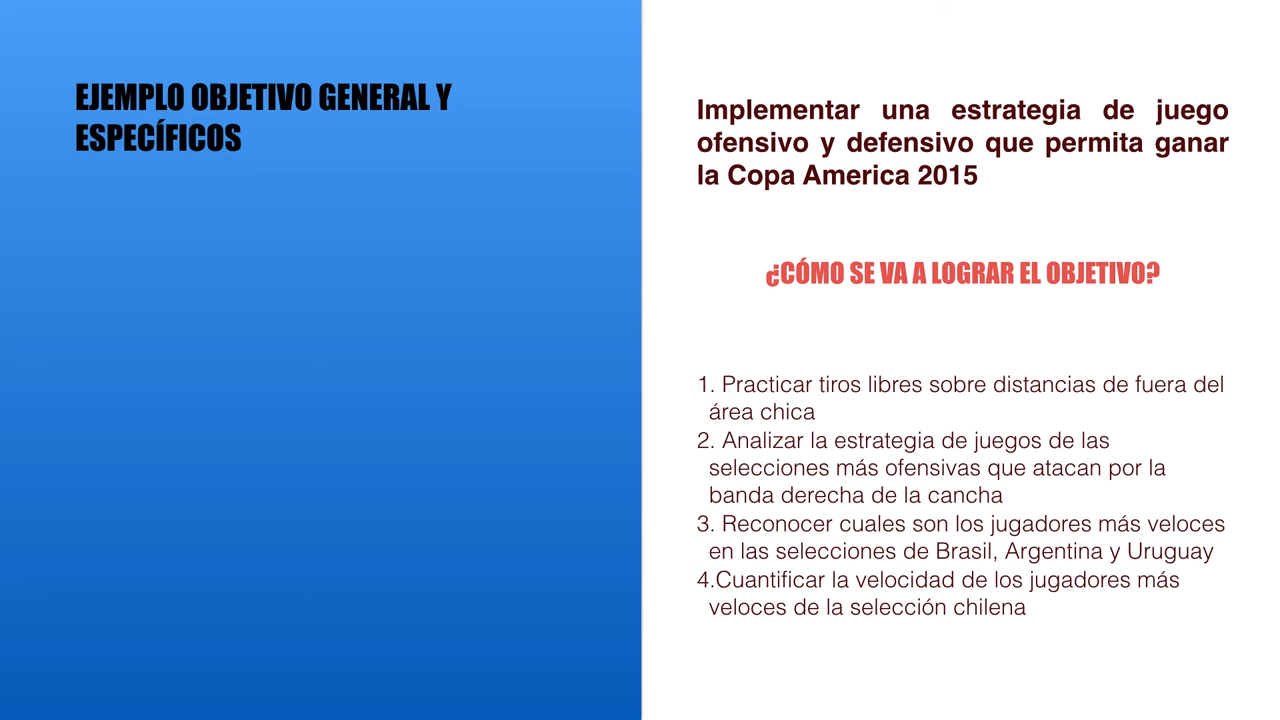 EJEMPLO OBJETIVO GENERAL Y
ESPECÍFICOS
Implementar una estrategia de juego
ofensivo y defensivo que permita ganar
la Copa America 2015
¿CÓMO SE VA A LOGRAR EL OBJETIVO?
1. Practicar tiros libres sobre distancias de fuera del
área chica
2. Analizar la estrategia de juegos de las
selecciones más ofensivas que atacan por la
banda derecha de la cancha
3. Reconocer cuales son los jugadores más veloces
en las selecciones de Brasil, Argentina y Uruguay
4.Cuantificar la velocidad de los jugadores más
veloces de la selección chilena